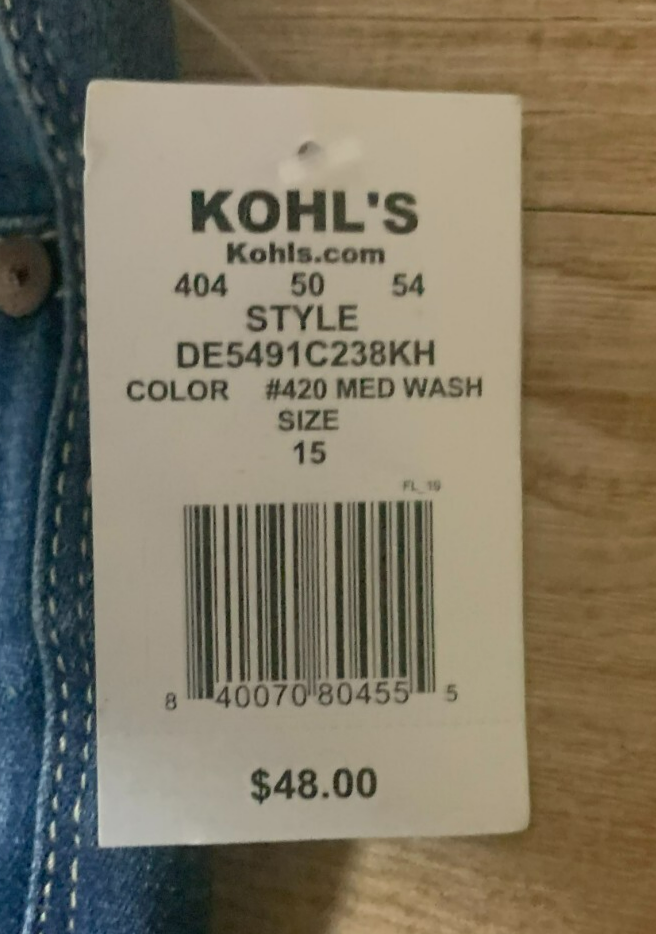 KOHL'S
Kohls.com
404 50 54
STYLE
DE5491C238KH
COLOR #420 MED WASH
SIZE
15
FL_19
8 40070 80455 5
$48.00